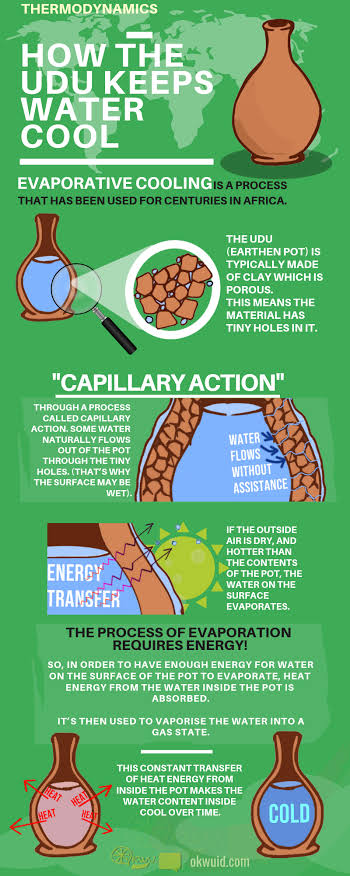 THERMODYNAMICS
HOW THE
UDU KEEPS
WATER
COOL
EVAPORATIVE COOLING IS A PROCESS
THAT HAS BEEN USED FOR CENTURIES IN AFRICA.
THE UDU
(EARTHEN POT) IS
TYPICALLY MADE
OF CLAY WHICH IS
POROUS.
THIS MEANS THE
MATERIAL HAS
TINY HOLES IN IT.
"CAPILLARY ACTION"
THROUGH A PROCESS
CALLED CAPILLARY
ACTION. SOME WATER
NATURALLY FLOWS
OUT OF THE POT
THROUGH THE TINY
HOLES. (THAT'S WHY
THE SURFACE MAY BE
WET).
WATER
FLOWS
WITHOUT
ASSISTANCE
ENERGY
TRANSFER
IF THE OUTSIDE
AIR IS DRY, AND
HOTTER THAN
THE CONTENTS
OF THE POT, THE
WATER ON THE
SURFACE
EVAPORATES.
THE PROCESS OF EVAPORATION
REQUIRES ENERGY!
SO, IN ORDER TO HAVE ENOUGH ENERGY FOR WATER
ON THE SURFACE OF THE POT TO EVAPORATE, HEAT
ENERGY FROM THE WATER INSIDE THE POT IS
ABSORBED.
IT'S THEN USED TO VAPORISE THE WATER INTO A
GAS STATE.
HEAT
HEAT
HEAT
HEAT
THIS CONSTANT TRANSFER
OF HEAT ENERGY FROM
INSIDE THE POT MAKES THE
WATER CONTENT INSIDE
COOL OVER TIME.
COLD
okwuid.com